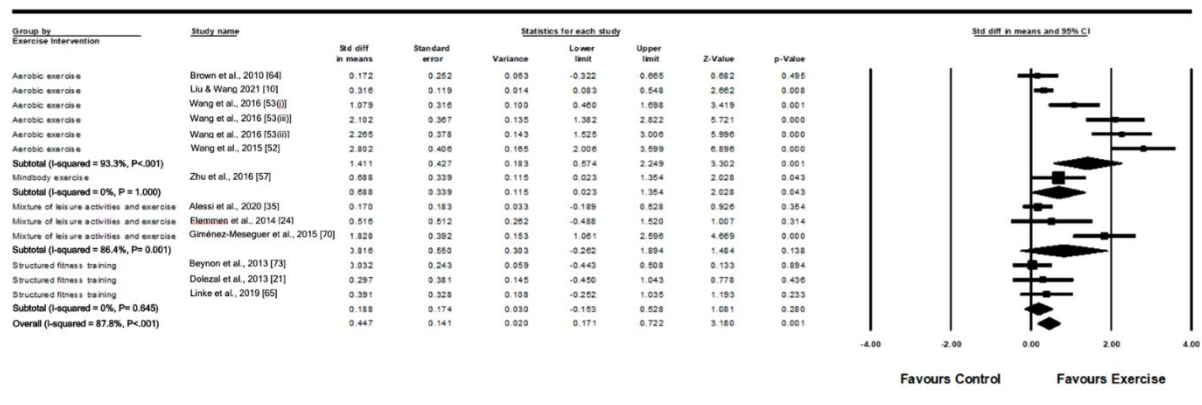 Group by Study name Statistics for each study Std diff in means and 95% CI
Exercise Intervention
Std diff Standard Lower Upper
in means error Variance limit limit Z-Value p-Value
Aerobic exercise Brown et al., 2010 [64] 0.172 0.252 0.063 -0.322 0.665 0.682 0.495
Aerobic exercise Liu & Wang 2021 [10] 0.316 0.119 0.014 0.083 0.548 2.662 0.008
Aerobic exercise Wang et al., 2016 [53(i)] 1.079 0.316 0.100 0.460 1.698 3.419 0.001
Aerobic exercise Wang et al., 2016 [53(iii)] 2.102 0.367 0.135 1.382 2.822 5.721 0.000
Aerobic exercise Wang et al., 2016 [53(ii)] 2.265 0.378 0.143 1.525 3.006 5.996 0.000
Aerobic exercise Wang et al., 2015 [52] 2.802 0.406 0.165 2.006 3.599 6.896 0.000
Subtotal (I-squared = 93.3%, P<.001) 1.411 0.427 0.183 0.574 2.249 3.302 0.001
Mindbody exercise Zhu et al., 2016 [57] 0.688 0.339 0.115 0.023 1.354 2.028 0.043
Subtotal (I-squared = 0%, P = 1.000) 0.688 0.339 0.115 0.023 1.354 2.028 0.043
Mixture of leisure activities and exercise Alessi et al., 2020 [35] 0.170 0.183 0.033 -0.189 0.528 0.926 0.354
Mixture of leisure activities and exercise Flemmen et al., 2014 [24] 0.516 0.512 0.262 -0.488 1.520 1.007 0.314
Mixture of leisure activities and exercise Giménez-Meseguer et al., 2015 [70] 1.828 0.392 0.153 1.061 2.596 4.669 0.000
Subtotal (I-squared = 86.4%, P= 0.001) 3.816 0.550 0.303 -0.262 1.894 1.484 0.138
Structured fitness training Beynon et al., 2013 [73] 3.032 0.243 0.059 -0.443 0.508 0.133 0.894
Structured fitness training Dolezal et al., 2013 [21] 0.297 0.381 0.145 -0.450 1.043 0.778 0.436
Structured fitness training Linke et al., 2019 [65] 0.391 0.328 0.108 -0.252 1.035 1.193 0.233
Subtotal (I-squared = 0%, P= 0.645) 0.188 0.174 0.030 -0.153 0.528 1.081 0.280
Overall (I-squared = 87.8%, P<.001) 0.447 0.141 0.020 0.171 0.722 3.180 0.001
-4.00 -2.00 0.00 2.00 4.00
Favours Control Favours Exercise